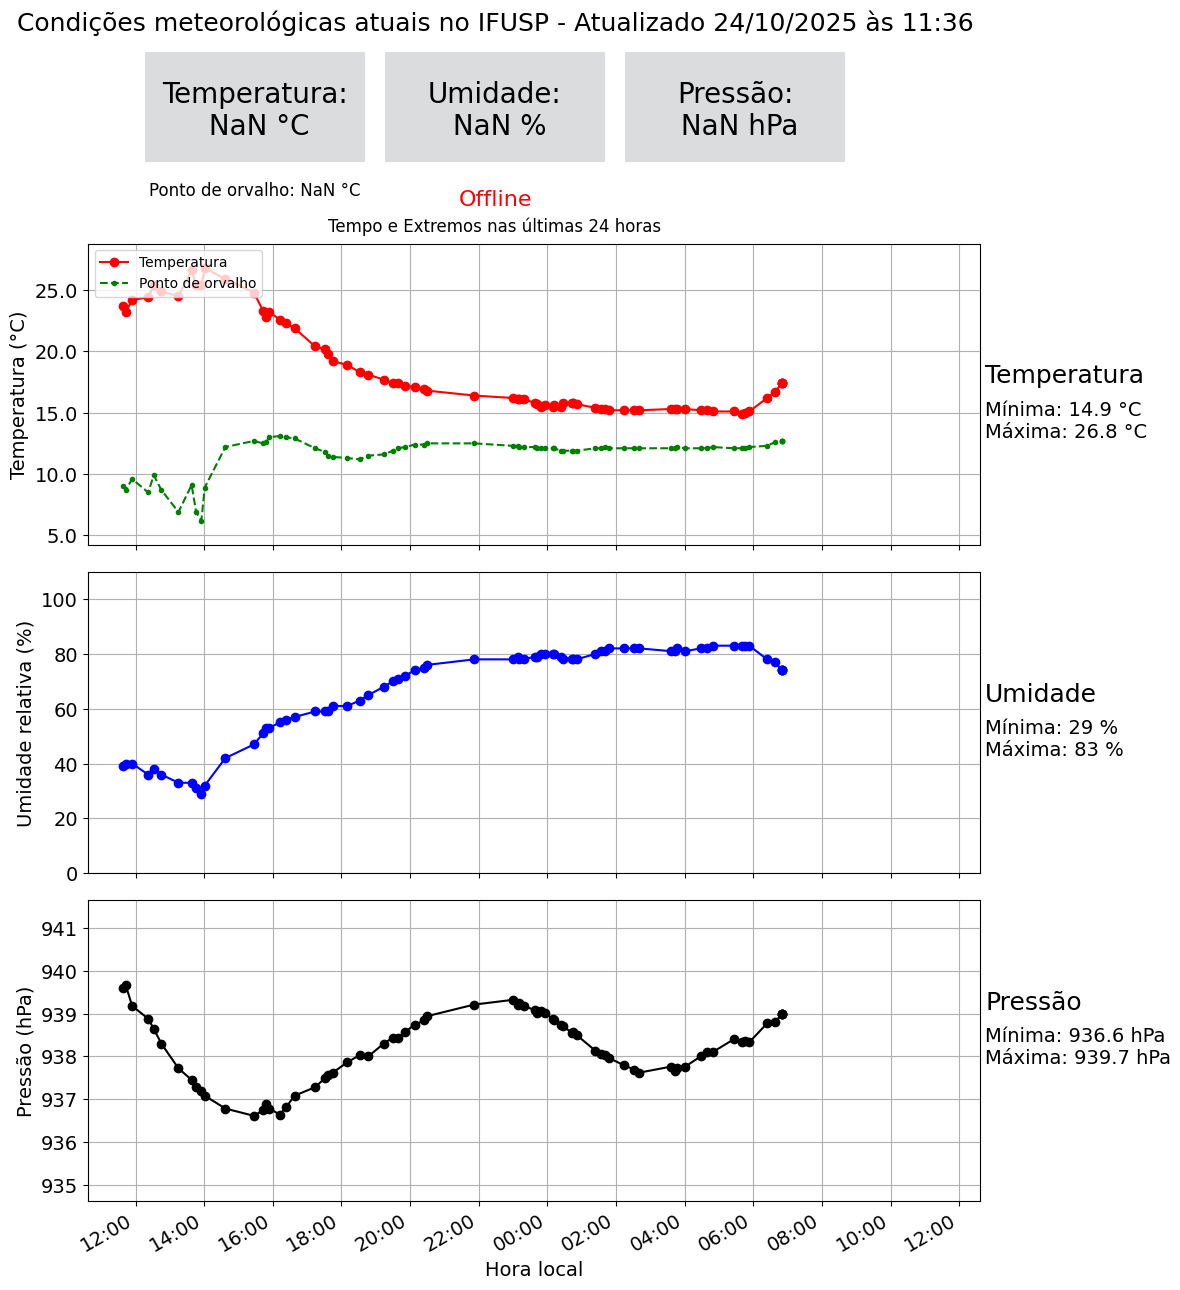 Condições meteorológicas atuais no IFUSP - Atualizado 24/10/2025 às 11:36
Temperatura:
NaN °C
Umidade:
NaN %
Pressão:
NaN hPa
Ponto de orvalho: NaN °C
Offline
Tempo e Extremos nas últimas 24 horas
Temperatura
Ponto de orvalho
Temperatura (°C)
25.0
20.0
15.0
10.0
5.0
Temperatura
Mínima: 14.9 °C
Máxima: 26.8 °C
Umidade relativa (%)
100
80
60
40
20
0
Umidade
Mínima: 29 %
Máxima: 83 %
Pressão (hPa)
941
940
939
938
937
936
935
Pressão
Mínima: 936.6 hPa
Máxima: 939.7 hPa
12:00 14:00 16:00 18:00 20:00 22:00 00:00 02:00 04:00 06:00 08:00 10:00 12:00
Hora local